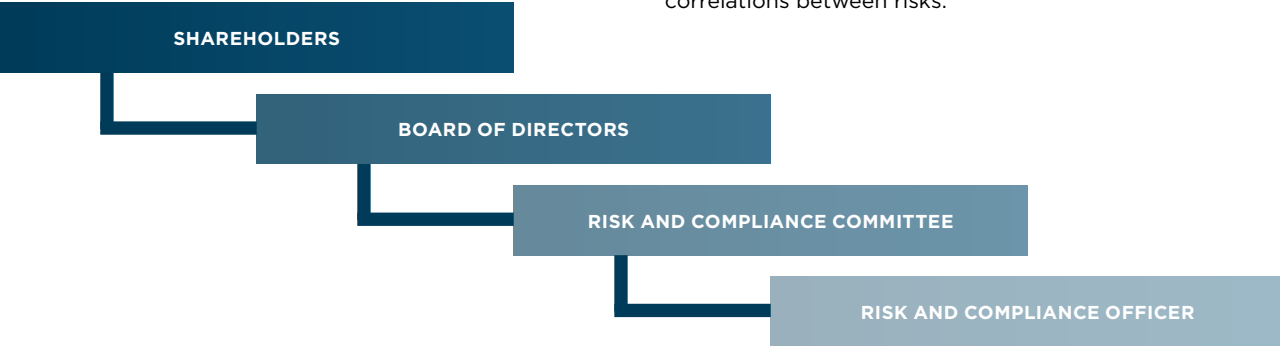 correlations between risks.
SHAREHOLDERS
BOARD OF DIRECTORS
RISK AND COMPLIANCE COMMITTEE
RISK AND COMPLIANCE OFFICER